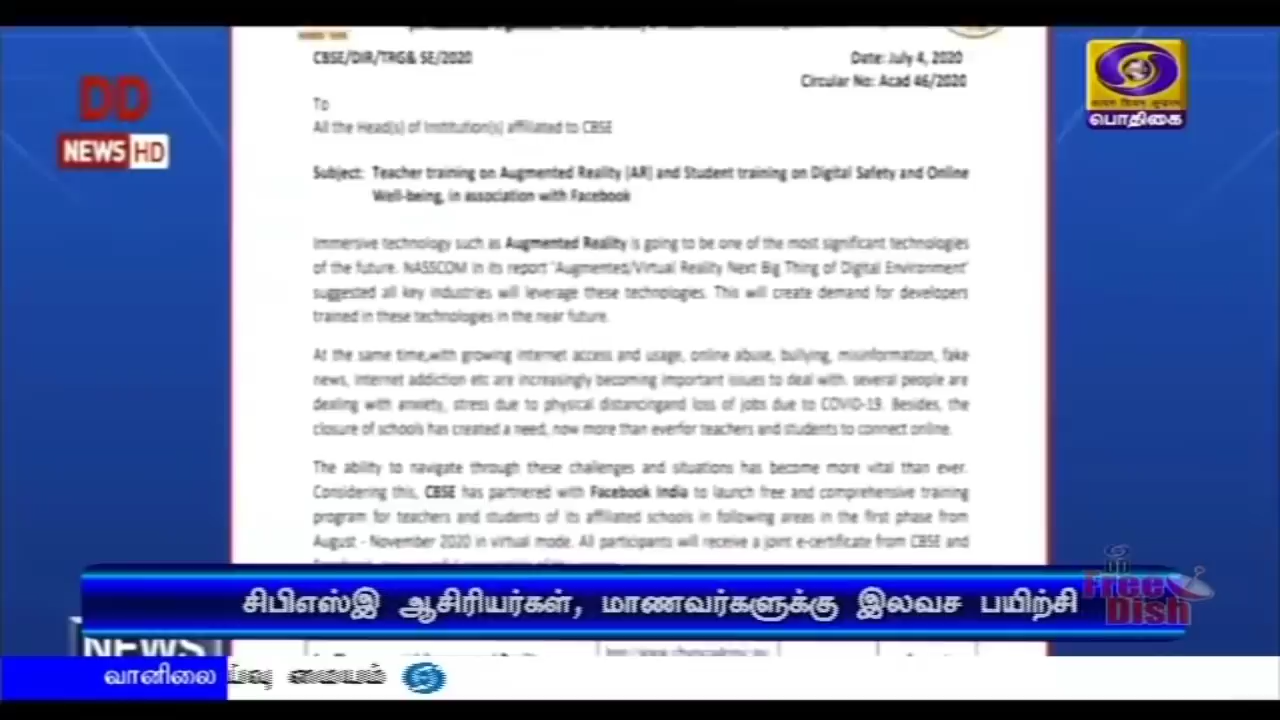 CBSE/DIR/TRG& SE/2020
Date: July 4, 2020
Circular No: Acad 46/2020
To
All the Head(s) of Institution(s) affiliated to CBSE
Subject: Teacher training on Augmented Reality (AR) and Student training on Digital Safety and Online
Well-being, in association with Facebook
Immersive technology such as Augmented Reality is going to be one of the most significant technologies
of the future. NASSCOM in its report 'Augmented/Virtual Reality Next Big Thing of Digital Environment'
suggested all key industries will leverage these technologies. This will create demand for developers
trained in these technologies in the near future.
At the same time,with growing internet access and usage, online abuse, bullying, misinformation, fake
news, internet addiction etc are increasingly becoming important issues to deal with. several people are
dealing with anxiety, stress due to physical distancingand loss of jobs due to COVID-19. Besides, the
closure of schools has created a need, now more than everfor teachers and students to connect online.
The ability to navigate through these challenges and situations has become more vital than ever.
Considering this, CBSE has partnered with Facebook India to launch free and comprehensive training
program for teachers and students of its affiliated schools in following areas in the first phase from
August - November 2020 in virtual mode. All participants will receive a joint e-certificate from CBSE and
DD
NEWS HD
सत्यम शिवम सुन्दरम
பொதிகை
சிபிஎஸ்இ ஆசிரியர்கள், மாணவர்களுக்கு இலவச பயிற்சி
Free
Dish
NEWS
வானிலை
மையம்